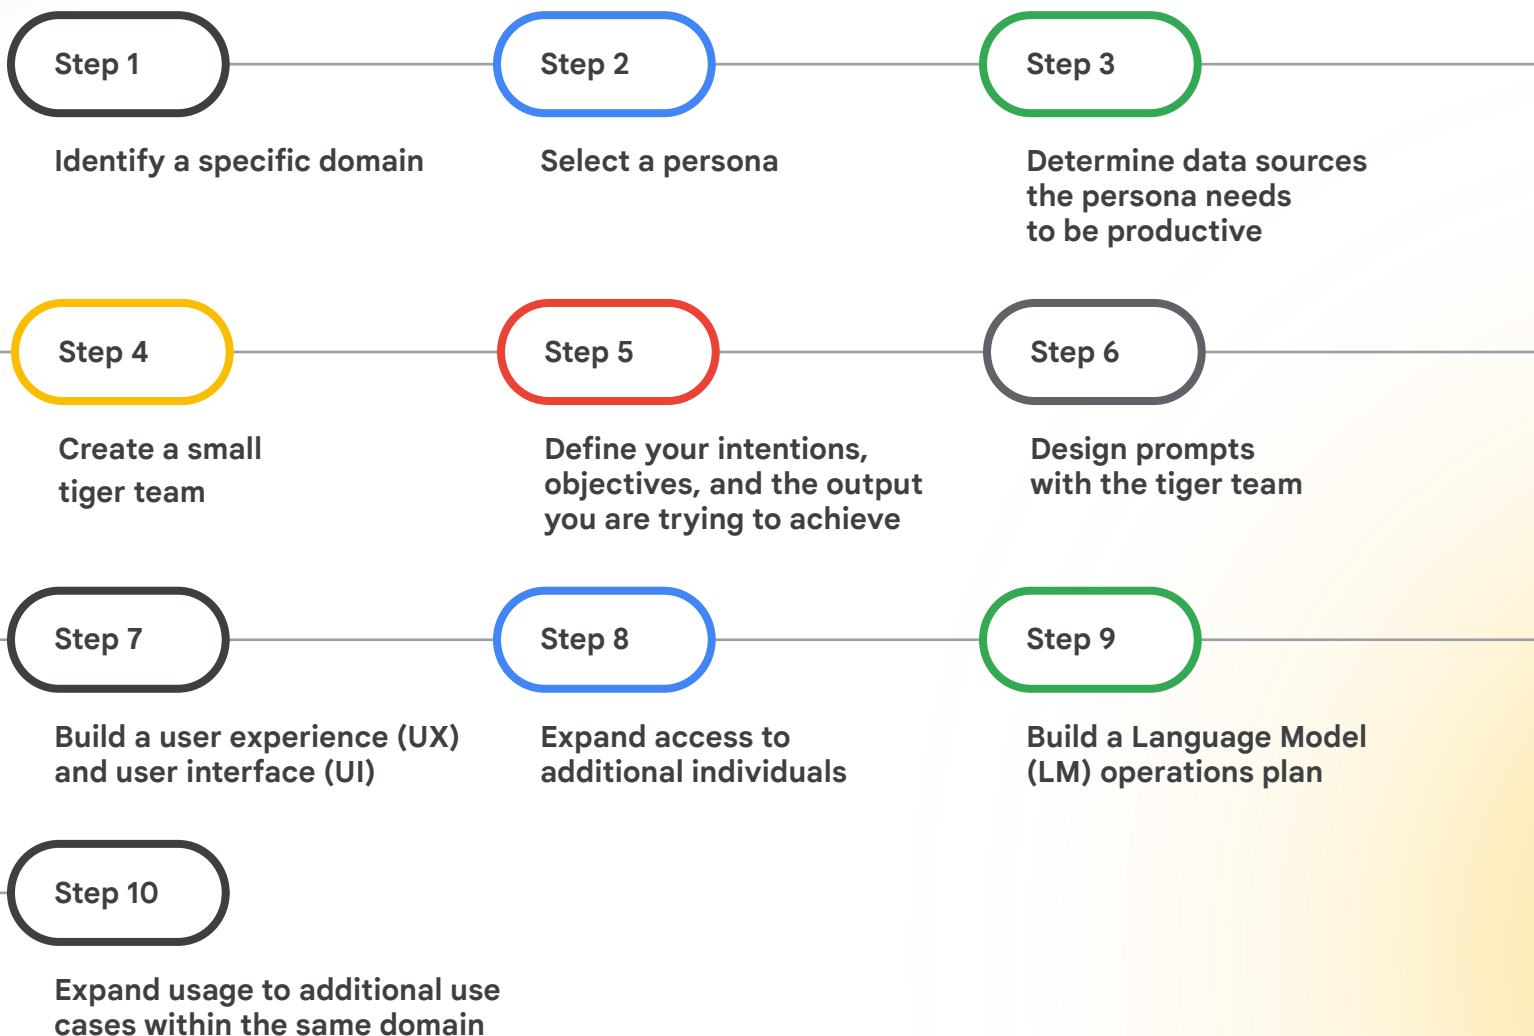 Step 1
Identify a specific domain
Step 2
Select a persona
Step 3
Determine data sources
the persona needs
to be productive
Step 4
Create a small
tiger team
Step 5
Define your intentions,
objectives, and the output
you are trying to achieve
Step 6
Design prompts
with the tiger team
Step 7
Build a user experience (UX)
and user interface (UI)
Step 8
Expand access to
additional individuals
Step 9
Build a Language Model
(LM) operations plan
Step 10
Expand usage to additional use
cases within the same domain